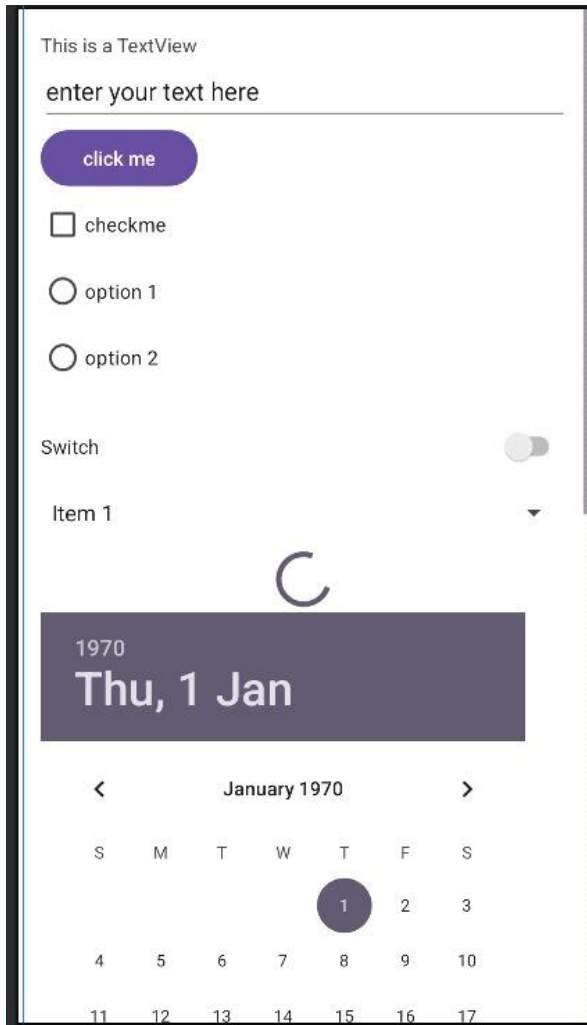 This is a TextView
enter your text here
click me
checkme
option 1
option 2
Switch
Item 1
1970
Thu, 1 Jan
January 1970
S M T W T F S
1 2 3
4 5 6 7 8 9 10
11 12 13 14 15 16 17